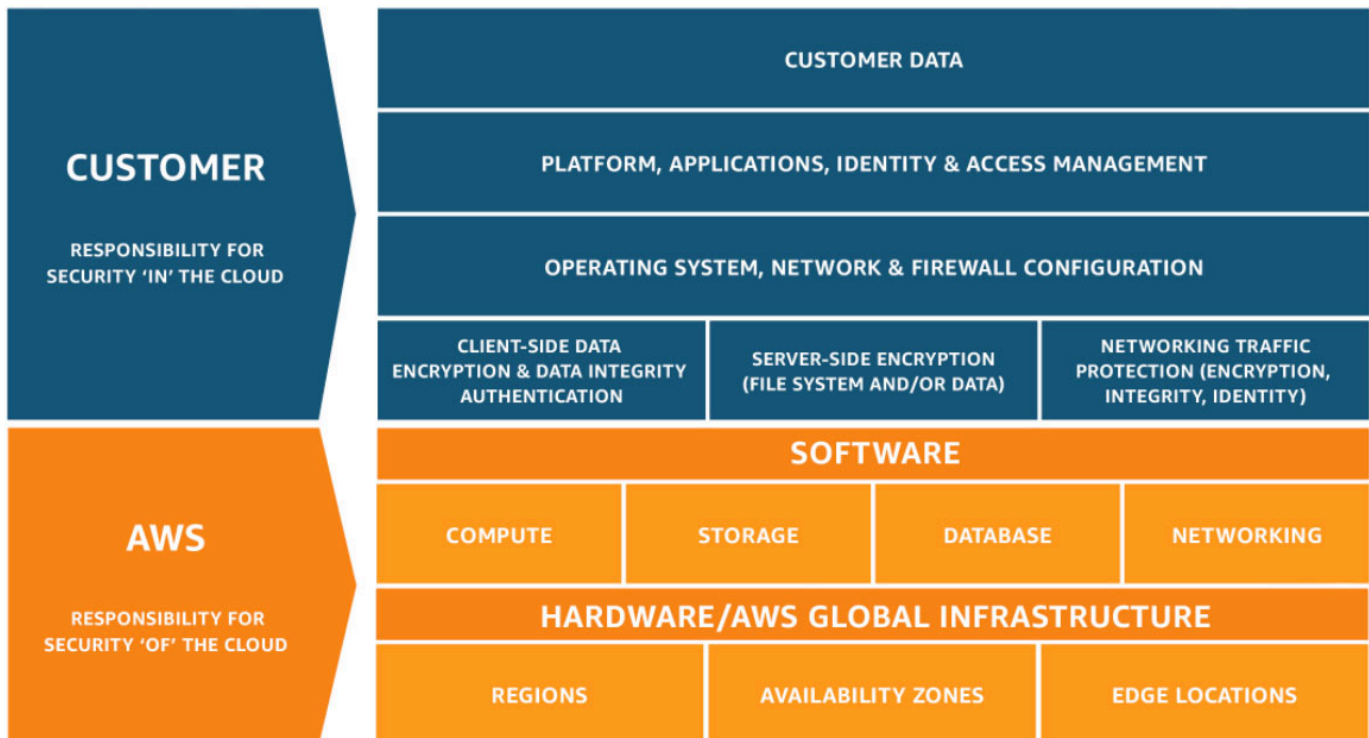 CUSTOMER
RESPONSIBILITY FOR
SECURITY ‘IN’ THE CLOUD
CUSTOMER DATA
PLATFORM, APPLICATIONS, IDENTITY & ACCESS MANAGEMENT
OPERATING SYSTEM, NETWORK & FIREWALL CONFIGURATION
CLIENT-SIDE DATA
ENCRYPTION & DATA INTEGRITY
AUTHENTICATION
SERVER-SIDE ENCRYPTION
(FILE SYSTEM AND/OR DATA)
NETWORKING TRAFFIC
PROTECTION (ENCRYPTION,
INTEGRITY, IDENTITY)
AWS
RESPONSIBILITY FOR
SECURITY ‘OF’ THE CLOUD
SOFTWARE
COMPUTE
STORAGE
DATABASE
NETWORKING
HARDWARE/AWS GLOBAL INFRASTRUCTURE
REGIONS
AVAILABILITY ZONES
EDGE LOCATIONS